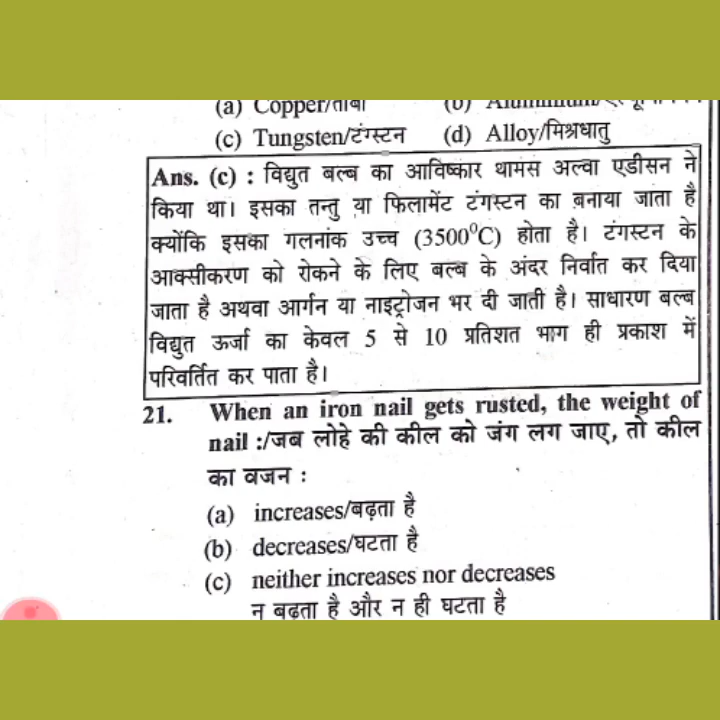 (a) Copper/तांबा
(c) Tungsten/टंगस्टन (d) Alloy/मिश्रधातु
Ans. (c) : विद्युत बल्ब का आविष्कार थामस अल्वा एडीसन ने
किया था। इसका तन्तु या फिलामेंट टंगस्टन का बनाया जाता है
क्योंकि इसका गलनांक उच्च (3500⁰C) होता है। टंगस्टन के
आक्सीकरण को रोकने के लिए बल्ब के अंदर निर्वात कर दिया
जाता है अथवा आर्गन या नाइट्रोजन भर दी जाती है। साधारण बल्ब
विद्युत ऊर्जा का केवल 5 से 10 प्रतिशत भाग ही प्रकाश में
परिवर्तित कर पाता है।
21. When an iron nail gets rusted, the weight of
nail :/जब लोहे की कील को जंग लग जाए, तो कील
का वजन :
(a) increases/बढ़ता है
(b) decreases/घटता है
(c) neither increases nor decreases
न बढ़ता है और न ही घटता है